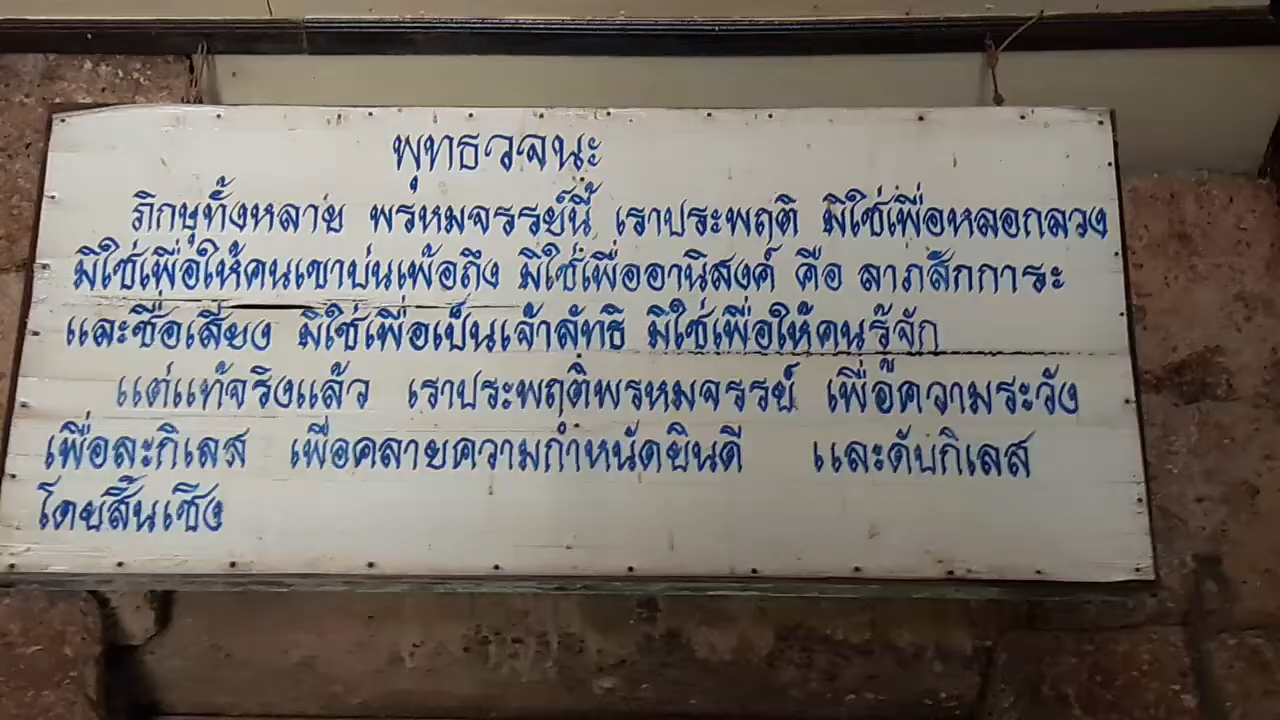 พุทธวจนะ
ภิกษุทั้งหลาย พรหมจรรย์นี้ เราประพฤติ มิใช่เพื่อหลอกลวง
มิใช่เพื่อให้คนเขาบ่นเพ้อถึง มิใช่เพื่ออานิสงค์ คือ ลาภสักการะ
และชื่อเสียง มิใช่เพื่อเป็นเจ้าลัทธิ มิใช่เพื่อให้คนรู้จัก
แต่แท้จริงแล้ว เราประพฤติพรหมจรรย์ เพื่อความระวัง
เพื่อละกิเลส เพื่อคลายความกำหนัดยินดี และดับกิเลส
โดยสิ้นเชิง